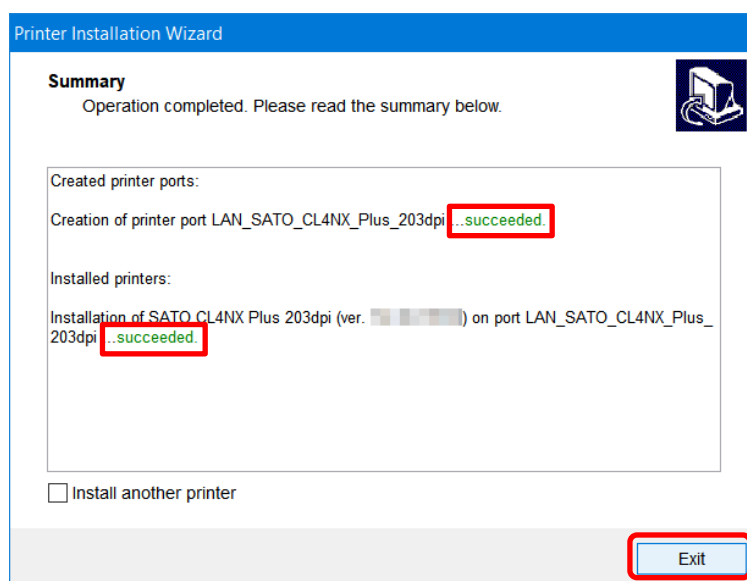 Printer Installation Wizard
Summary
Operation completed. Please read the summary below.
Created printer ports:
Creation of printer port LAN_SATO_CL4NX_Plus_203dpi ...succeeded.
Installed printers:
Installation of SATO CL4NX Plus 203dpi (ver. ) on port LAN_SATO_CL4NX_Plus_
203dpi ...succeeded.
Install another printer
Exit